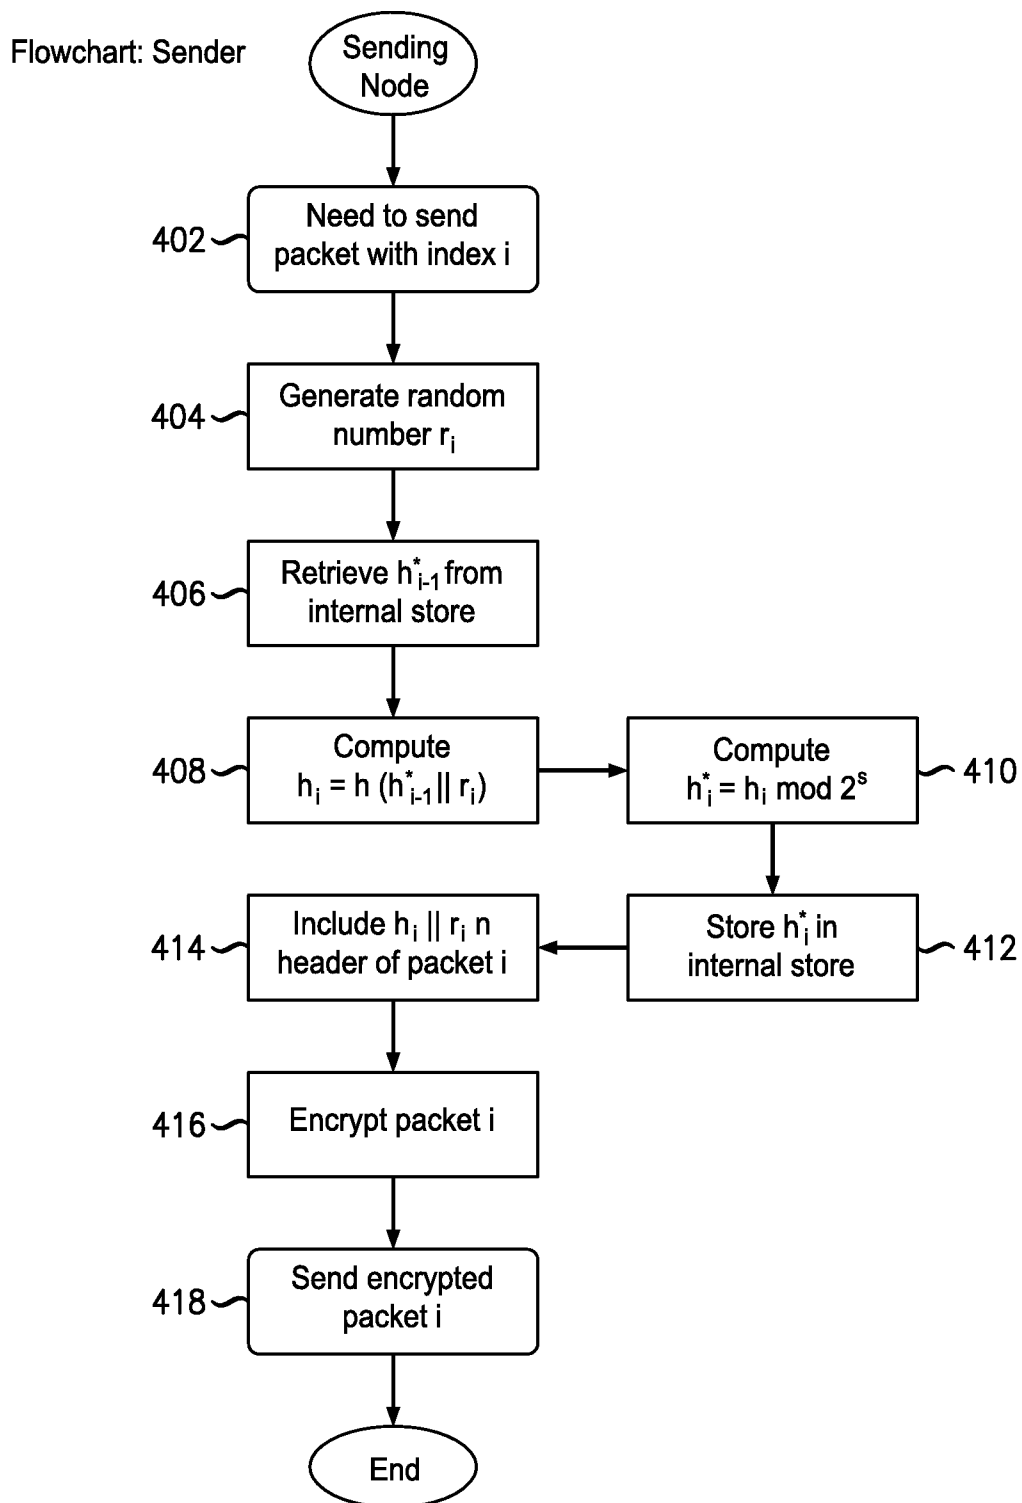 Flowchart: Sender
Sending
Node
402
Need to send
packet with index i
404
Generate random
number rᵢ
406
Retrieve h*ᵢ₋₁ from
internal store
408
Compute
hᵢ = h (h*ᵢ₋₁ || rᵢ)
Compute
h*ᵢ = hᵢ mod 2ˢ
410
414
Include hᵢ || rᵢ n
header of packet i
Store h*ᵢ in
internal store
412
416
Encrypt packet i
418
Send encrypted
packet i
End